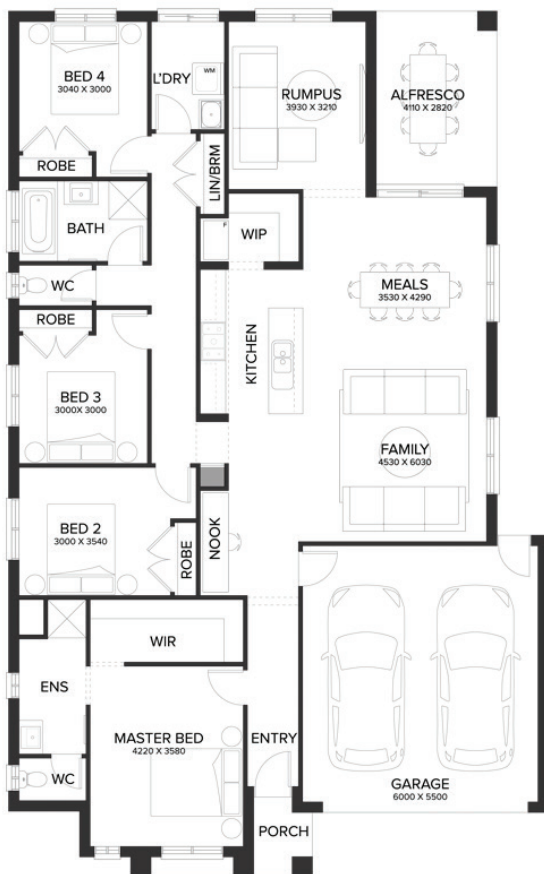 BED 4
3040 X 3000
L'DRY
WM
RUMPUS
3930 X 3210
ALFRESCO
4110 X 2820
ROBE
LIN/BRM
BATH
WIP
WC
MEALS
3530 X 4290
ROBE
KITCHEN
BED 3
3000X 3000
FAMILY
4530 X 6030
BED 2
3000 X 3540
ROBE
NOOK
WIR
ENS
MASTER BED
4220 X 3580
ENTRY
WC
GARAGE
6000 X 5500
PORCH